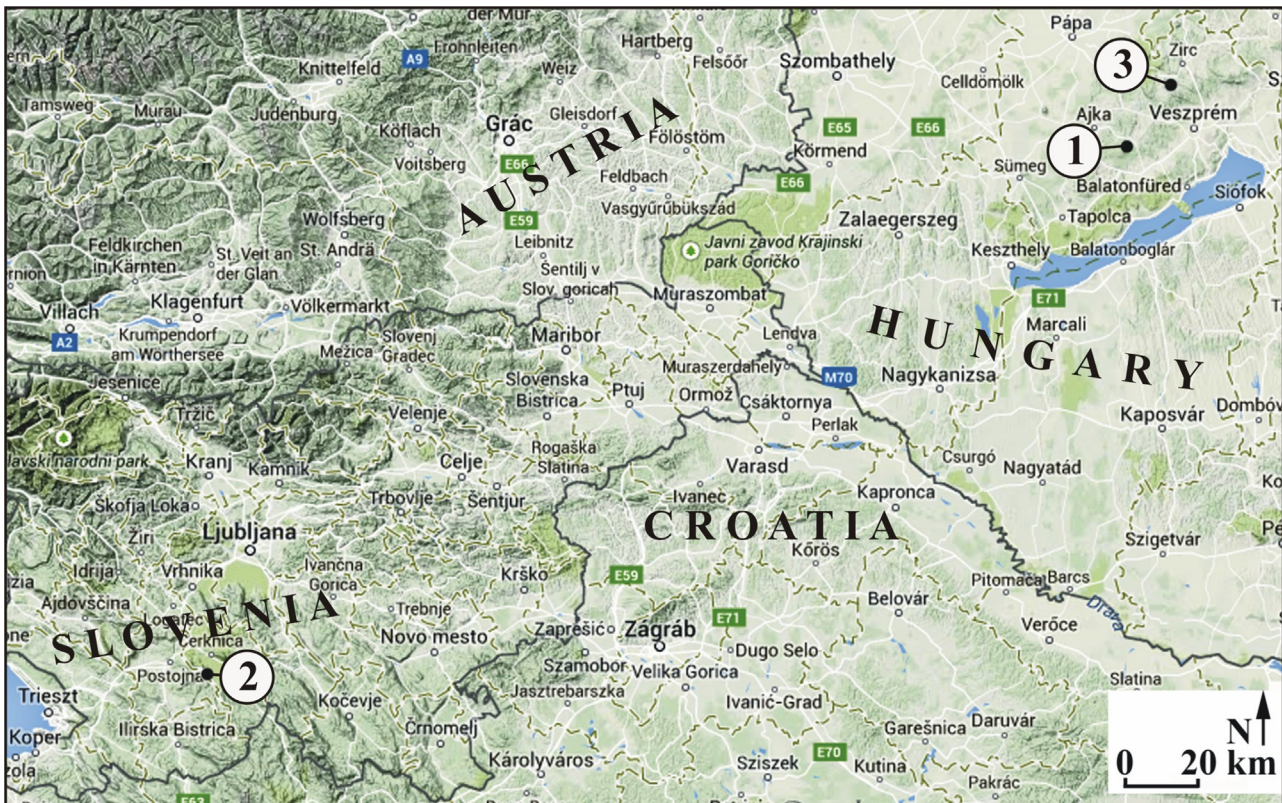 der Mur
Pápa
Hartberg
Frohnleiten
A9
Felsőőr
Szombathely
Zirc
3
Knittelfeld
Weiz
Celldömölk
Tamsweg
Murau
Judenburg
Gleisdorf
Ajka
Veszprém
Köflach
Grác
AUSTRIA
Fölöstöm
E65
E66
Voitsberg
E66
Körmend
1
Sümeg
Feldbach
E66
Balatonfüred
Siófok
Vasgyűrűbükszád
Wolfsberg
E59
Zalaegerszeg
Tapolca
Feldkirchen
in Kärnten
St. Veit an
der Glan
St. Andrä
Leibnitz
Javni zavod Krajinski
park Goričko
Keszthely
Balatonboglár
Šentilj v
Slov. goricah
Muraszombat
E71
Villach
Klagenfurt
Völkermarkt
HUNGARY
Marcali
A2
Krumpendorf
am Wörthersee
Mežica
Slovenj
Gradec
Maribor
Lendva
Muraszerdahely
M70
Nagykanizsa
Jesenice
Slovenska
Bistrica
Ptuj
Ormož
Csáktornya
Tržič
Velenje
Perlak
Kaposvár
Dombóv
lavski narodni park
Kranj
Kamnik
Celje
Rogaška
Slatina
Varasd
Csurgó
Nagyatád
Škofja Loka
Trbovlje
Šentjur
Ivanec
Kapronca
Ljubljana
CROATIA
Žiri
Kőrös
Szigetvár
Idrija
Vrhnika
Ivančna
Gorica
Krško
E59
Pitomača
Barcs
Ajdovščina
SLOVENIA
Logatec
Trebnje
E71
Belovár
Dráva
Cerknica
Novo mesto
Zaprešić
Zágráb
Dugo Selo
Verőce
Postojna
2
Szamobor
Velika Gorica
Trieszt
Kočevje
Jasztrebarszka
Ivanić-Grad
Slatina
Koper
Ilirska Bistrica
Črnomelj
Garešnica
Daruvár
N
Károlyváros
E70
0 20 km
Sziszek
Kutina
Pakrác